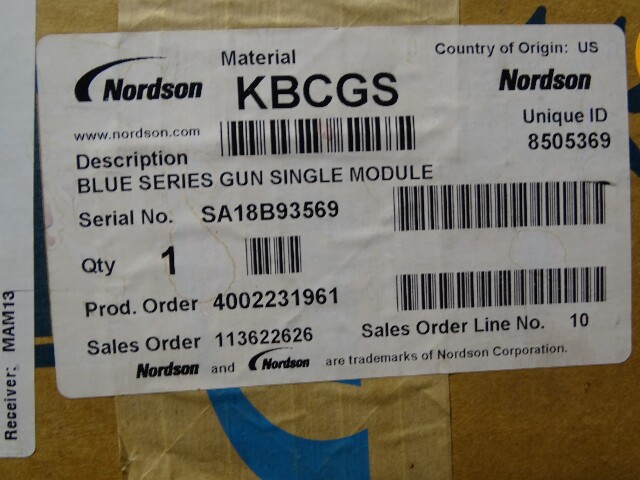 Nordson
Material
KBCGS
Country of Origin: US
Nordson
www.nordson.com
Unique ID
8505369
Description
BLUE SERIES GUN SINGLE MODULE
Serial No. SA18B93569
Qty 1
Prod. Order 4002231961
Sales Order 113622626
Sales Order Line No. 10
Nordson and Nordson are trademarks of Nordson Corporation.
Receiver: MAM13